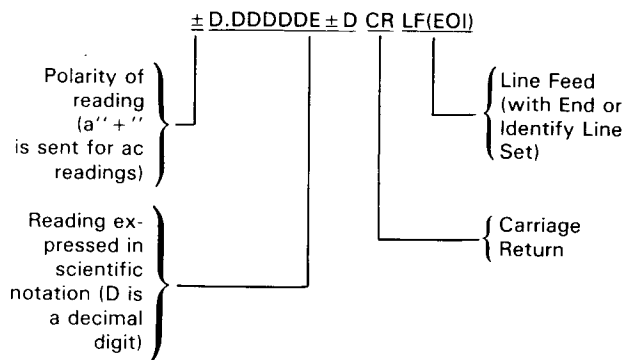 ± D.DDDDDE ± D CR LF(EOI)
Polarity of
reading
(a'' + ''
is sent for ac
readings)
Line Feed
(with End or
Identify Line
Set)
Reading ex-
pressed in
scientific
notation (D is
a decimal
digit)
Carriage
Return